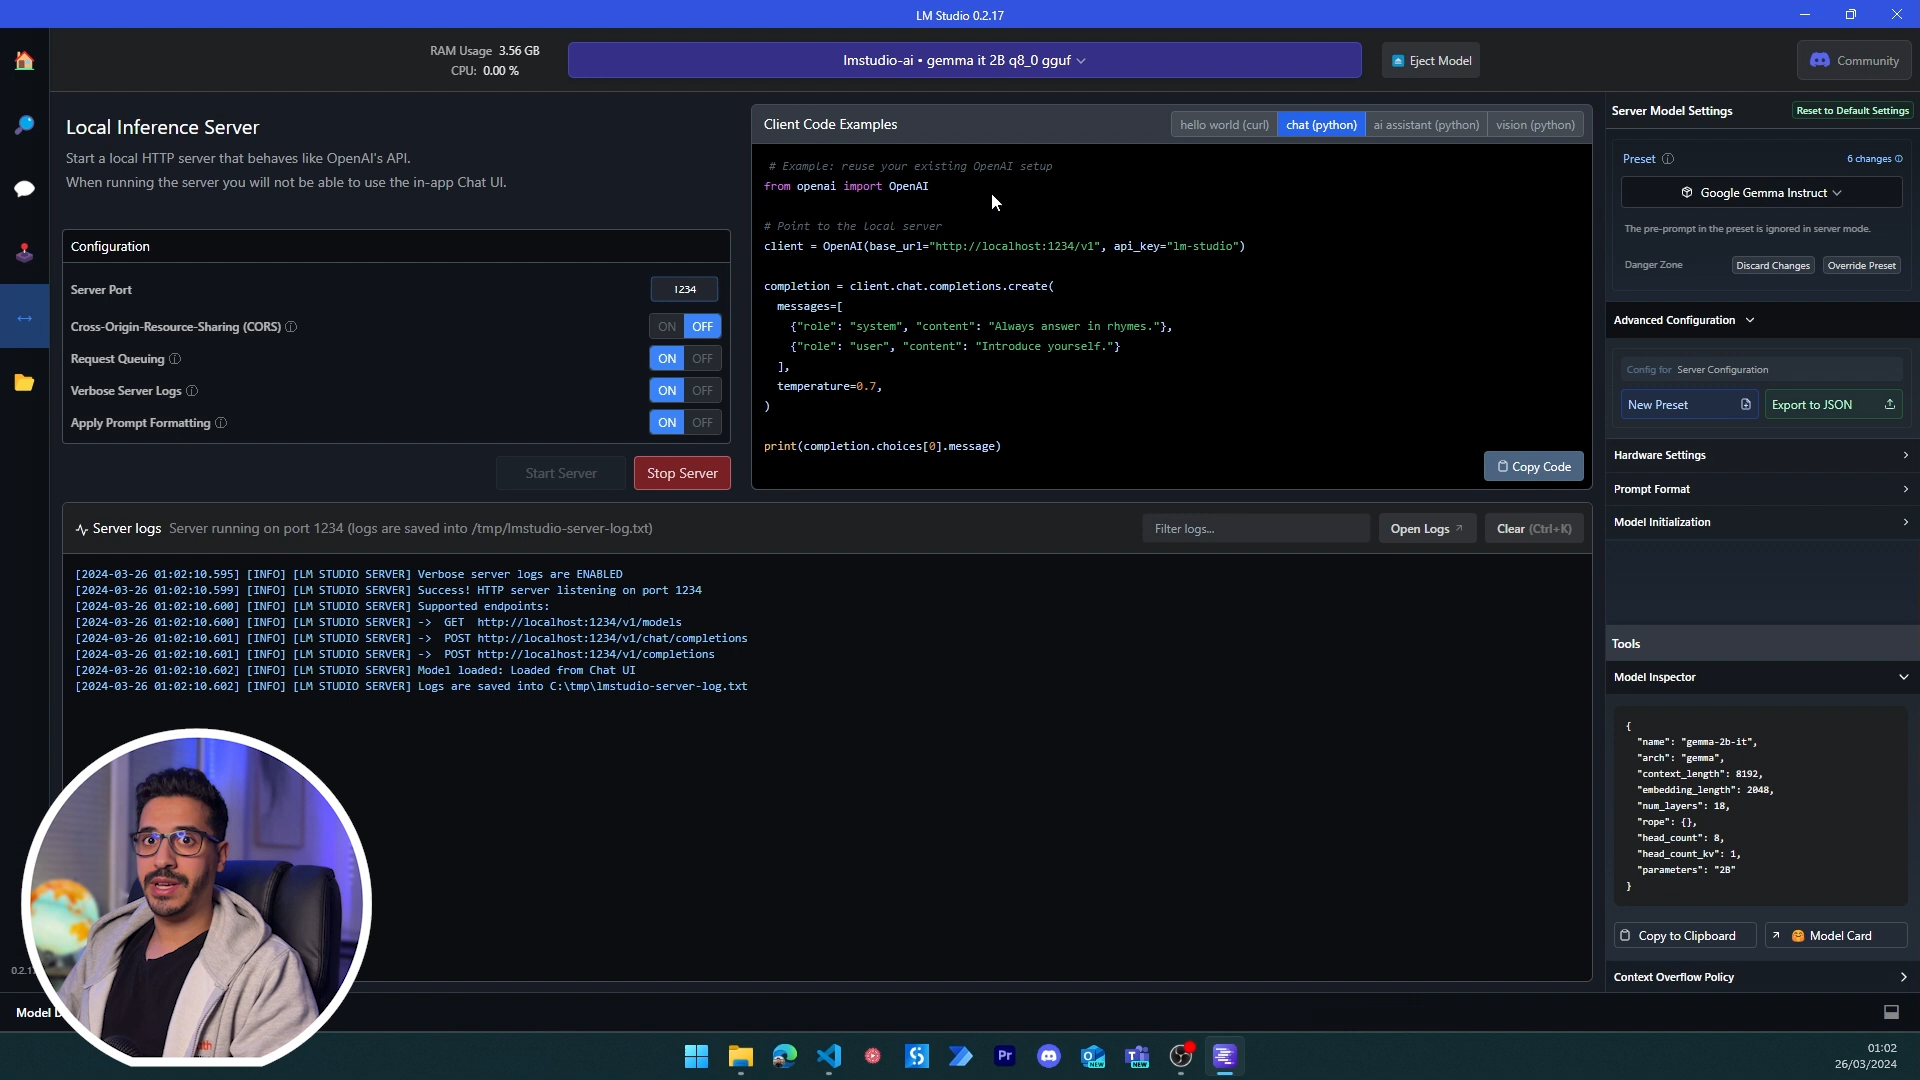 LM Studio 0.2.17
RAM Usage 3.56 GB
CPU: 0.00 %
lmstudio-ai • gemma it 2B q8_0 gguf
Eject Model
Community
Local Inference Server
Start a local HTTP server that behaves like OpenAI's API.
When running the server you will not be able to use the in-app Chat UI.
Configuration
Server Port
1234
Cross-Origin-Resource-Sharing (CORS)
ON OFF
Request Queuing
ON OFF
Verbose Server Logs
ON OFF
Apply Prompt Formatting
ON OFF
Start Server
Stop Server
Client Code Examples
hello world (curl)
chat (python)
ai assistant (python)
vision (python)
# Example: reuse your existing OpenAI setup
from openai import OpenAI
# Point to the local server
client = OpenAI(base_url="http://localhost:1234/v1", api_key="lm-studio")
completion = client.chat.completions.create(
messages=[
{"role": "system", "content": "Always answer in rhymes."},
{"role": "user", "content": "Introduce yourself."}
],
temperature=0.7,
)
print(completion.choices[0].message)
Copy Code
Server logs Server running on port 1234 (logs are saved into /tmp/lmstudio-server-log.txt)
Filter logs...
Open Logs
Clear (Ctrl+K)
[2024-03-26 01:02:10.595] [INFO] [LM STUDIO SERVER] Verbose server logs are ENABLED
[2024-03-26 01:02:10.599] [INFO] [LM STUDIO SERVER] Success! HTTP server listening on port 1234
[2024-03-26 01:02:10.600] [INFO] [LM STUDIO SERVER] Supported endpoints:
[2024-03-26 01:02:10.600] [INFO] [LM STUDIO SERVER] -> GET http://localhost:1234/v1/models
[2024-03-26 01:02:10.601] [INFO] [LM STUDIO SERVER] -> POST http://localhost:1234/v1/chat/completions
[2024-03-26 01:02:10.601] [INFO] [LM STUDIO SERVER] -> POST http://localhost:1234/v1/completions
[2024-03-26 01:02:10.602] [INFO] [LM STUDIO SERVER] Model loaded: Loaded from Chat UI
[2024-03-26 01:02:10.602] [INFO] [LM STUDIO SERVER] Logs are saved into C:\tmp\lmstudio-server-log.txt
Server Model Settings
Reset to Default Settings
Preset
6 changes
Google Gemma Instruct
The pre-prompt in the preset is ignored in server mode.
Danger Zone
Discard Changes
Override Preset
Advanced Configuration
Config for Server Configuration
New Preset
Export to JSON
Hardware Settings
Prompt Format
Model Initialization
Tools
Model Inspector
{
"name": "gemma-2b-it",
"arch": "gemma",
"context_length": 8192,
"embedding_length": 2048,
"num_layers": 18,
"rope": {},
"head_count": 8,
"head_count_kv": 1,
"parameters": "2B"
}
Copy to Clipboard
Model Card
Context Overflow Policy
Model
Pr
NEW
NEW
01:02
26/03/2024